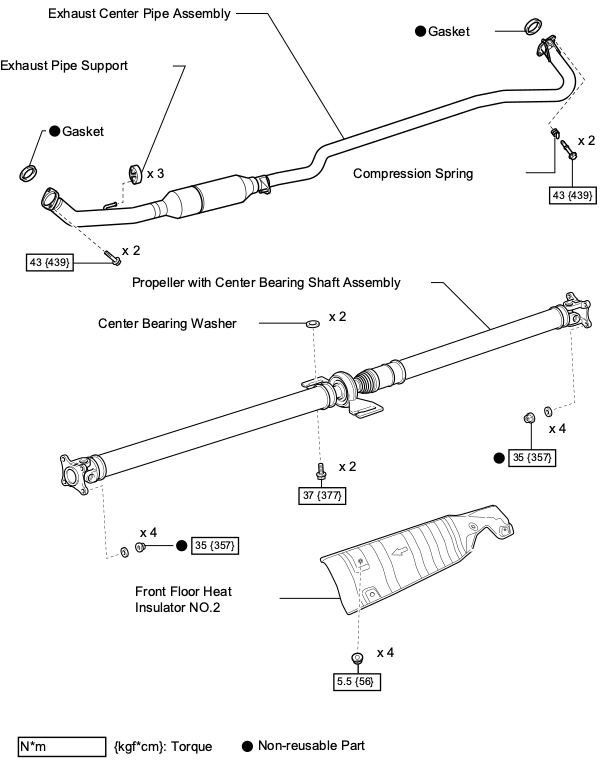 Exhaust Center Pipe Assembly
● Gasket
Exhaust Pipe Support
● Gasket
x 3
x 2
Compression Spring
43 {439}
x 2
43 {439}
Propeller with Center Bearing Shaft Assembly
Center Bearing Washer
x 2
x 4
● 35 {357}
x 2
37 {377}
x 4
● 35 {357}
Front Floor Heat
Insulator NO.2
x 4
5.5 {56}
N*m {kgf*cm}: Torque ● Non-reusable Part